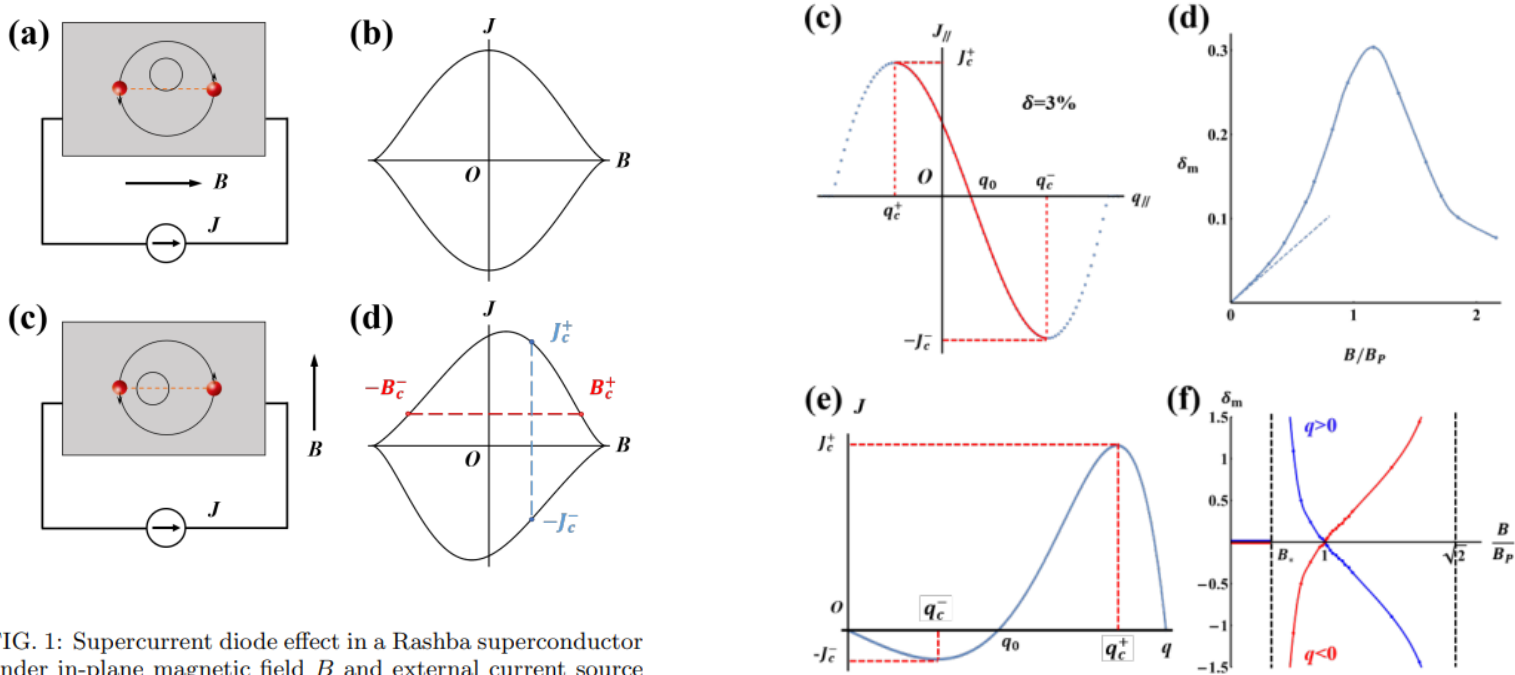 (a)
B
J
(b)
J
O
B
(c)
B
J
(d)
J
J_c^+
-B_c^-
B_c^+
O
B
-J_c^-
FIG. 1: Supercurrent diode effect in a Rashba superconductor
under in-plane magnetic field B and external current source
(c)
J_{//}
J_c^+
δ=3%
O
q_0
q_c^-
q_{//}
q_c^+
-J_c^-
(d)
0.3
0.2
δ_m
0.1
0
1
2
B/B_P
(e)
J
J_c^+
O
q_c^-
q_0
q_c^+
q
-J_c^-
(f)
δ_m
1.5
q>0
1
0.5
B_*
1
√2
B/B_P
-0.5
-1
q<0
-1.5